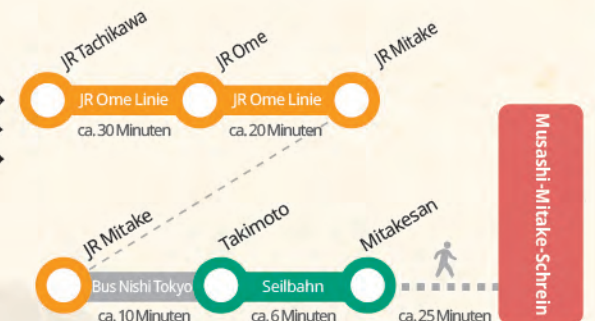 JR Tachikawa
JR Ome
JR Mitake
JR Ome Linie
JR Ome Linie
ca. 30 Minuten
ca. 20 Minuten
JR Mitake
Takimoto
Mitakesan
Bus Nishi Tokyo
Seilbahn
ca. 10 Minuten
ca. 6 Minuten
ca. 25 Minuten
Musashi-Mitake-Schrein